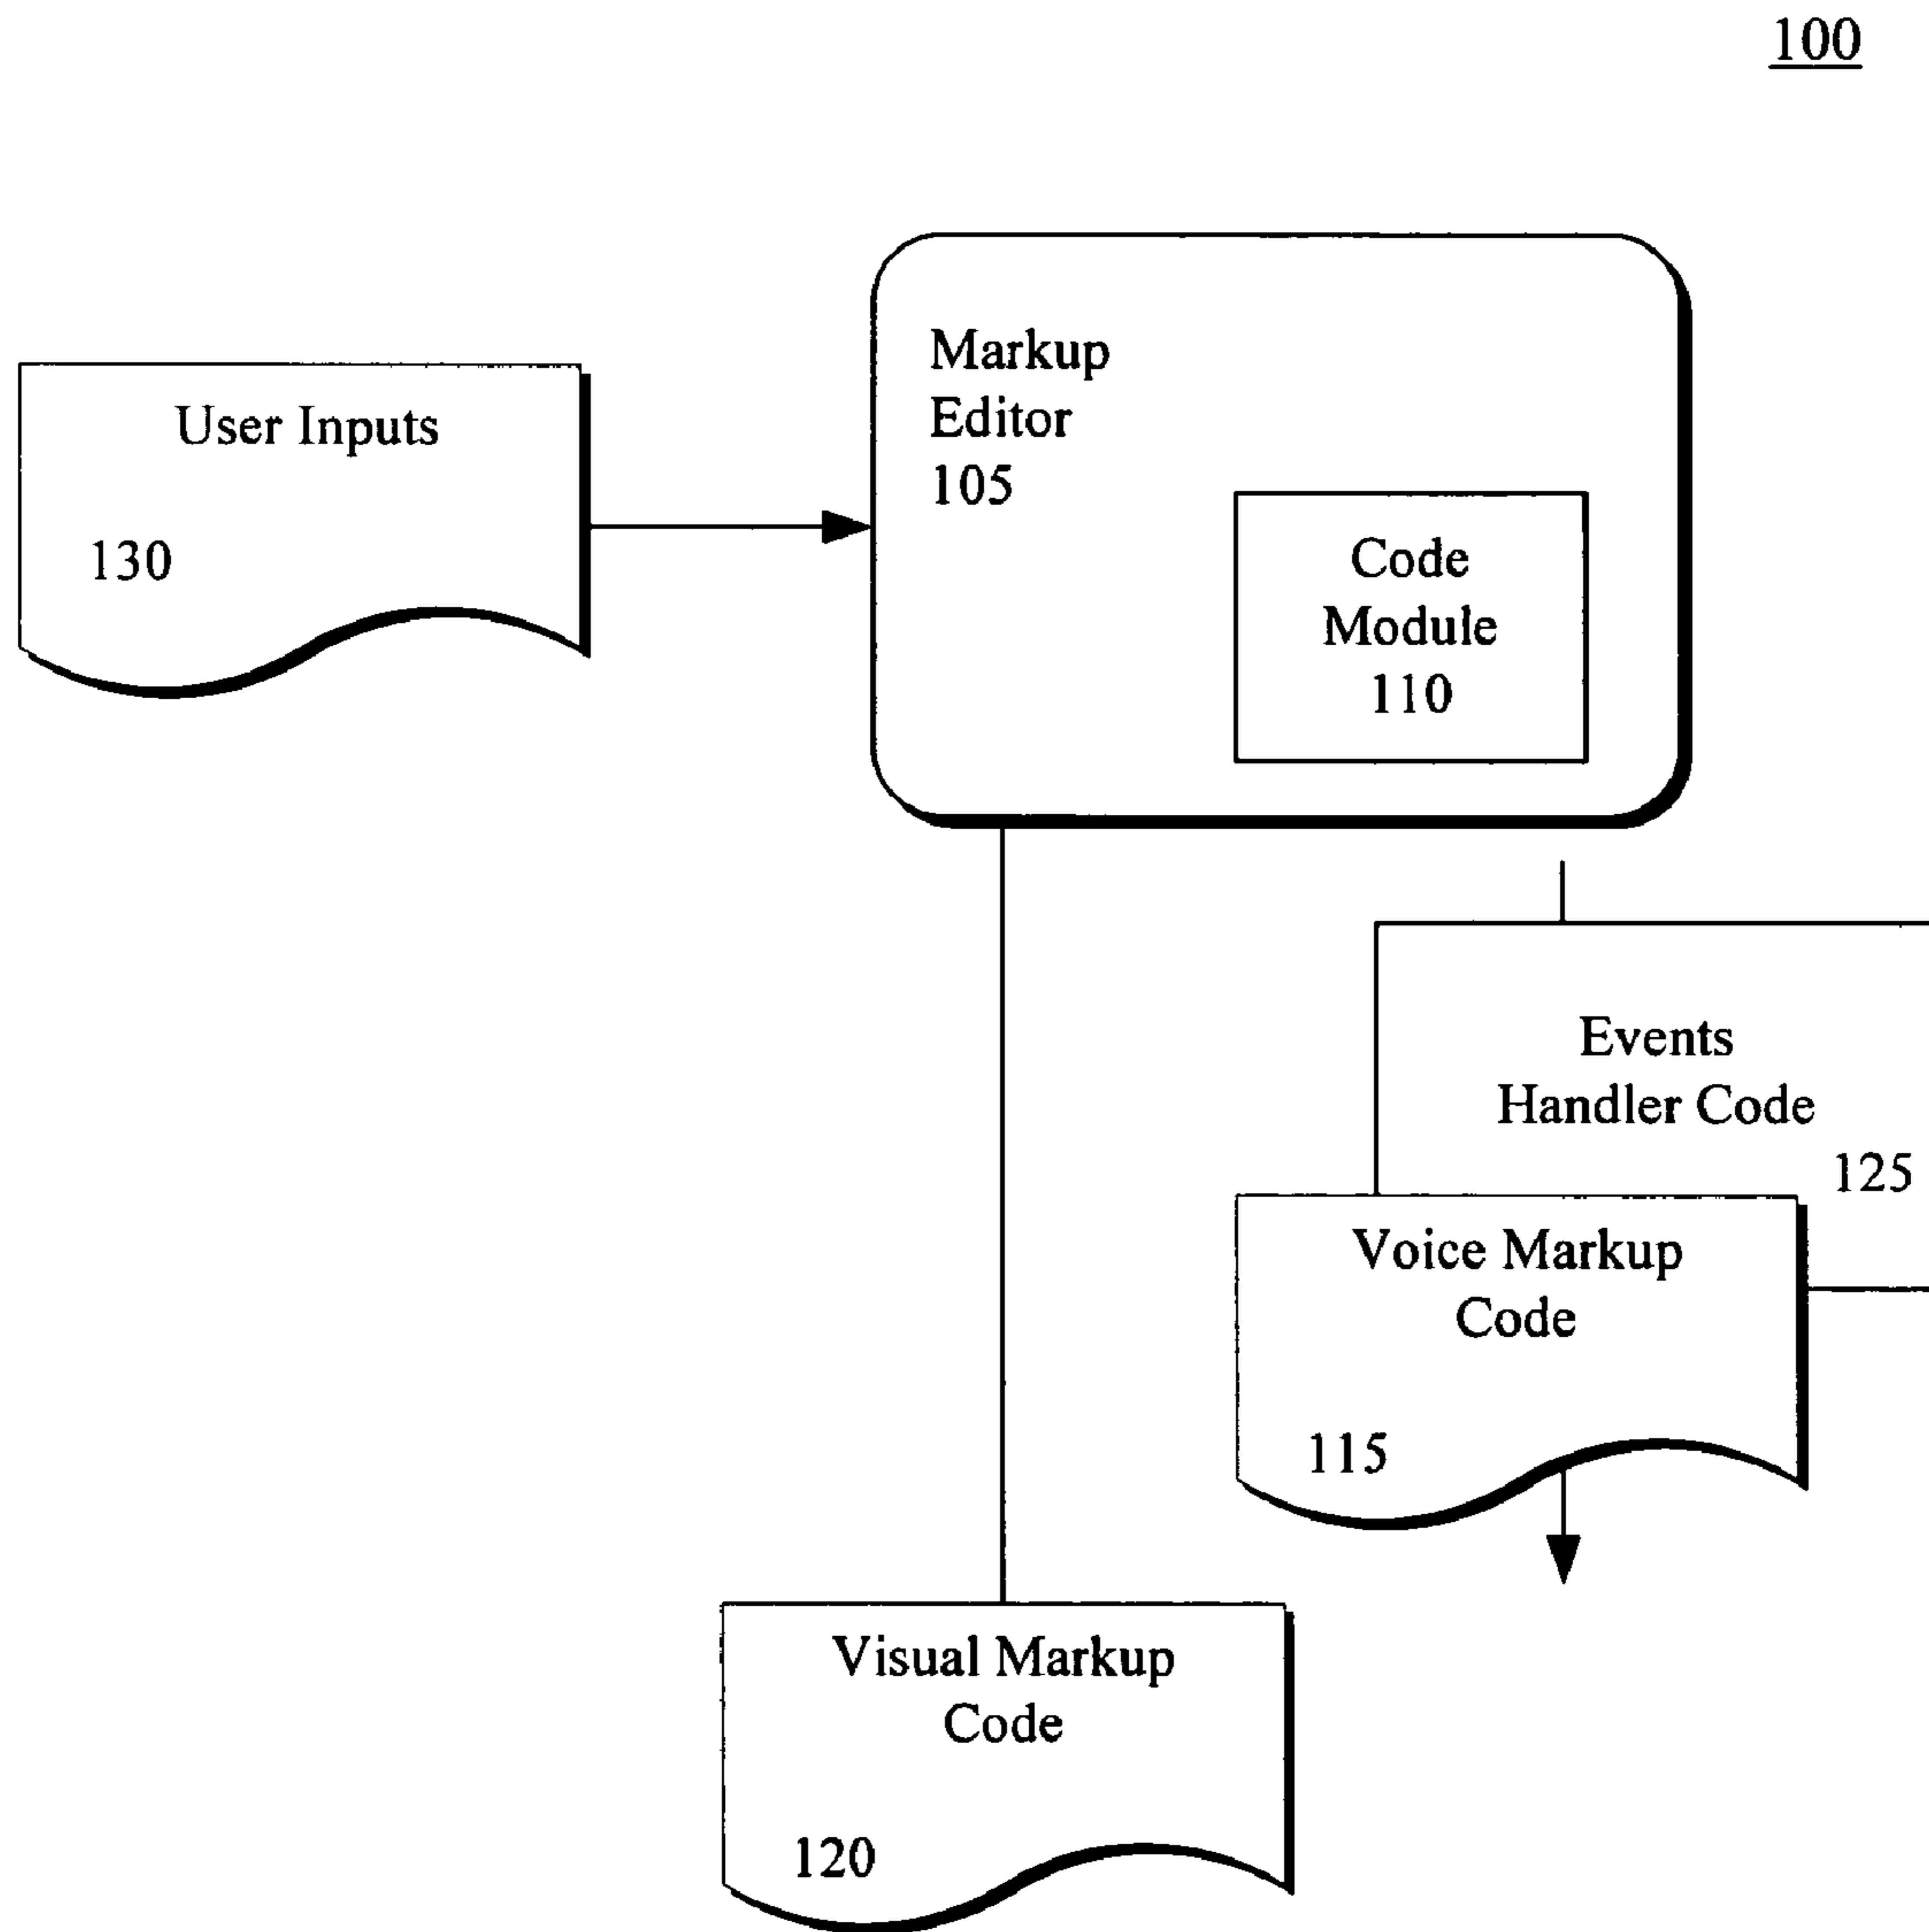 100
User Inputs
130
Markup
Editor
105
Code
Module
110
Events
Handler Code
125
Voice Markup
Code
115
Visual Markup
Code
120